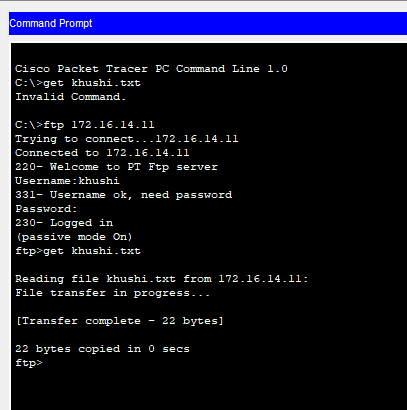 Command Prompt
Cisco Packet Tracer PC Command Line 1.0
C:\>get khushi.txt
Invalid Command.
C:\>ftp 172.16.14.11
Trying to connect...172.16.14.11
Connected to 172.16.14.11
220- Welcome to PT Ftp server
Username:khushi
331- Username ok, need password
Password:
230- Logged in
(passive mode On)
ftp>get khushi.txt
Reading file khushi.txt from 172.16.14.11:
File transfer in progress...
[Transfer complete - 22 bytes]
22 bytes copied in 0 secs
ftp>